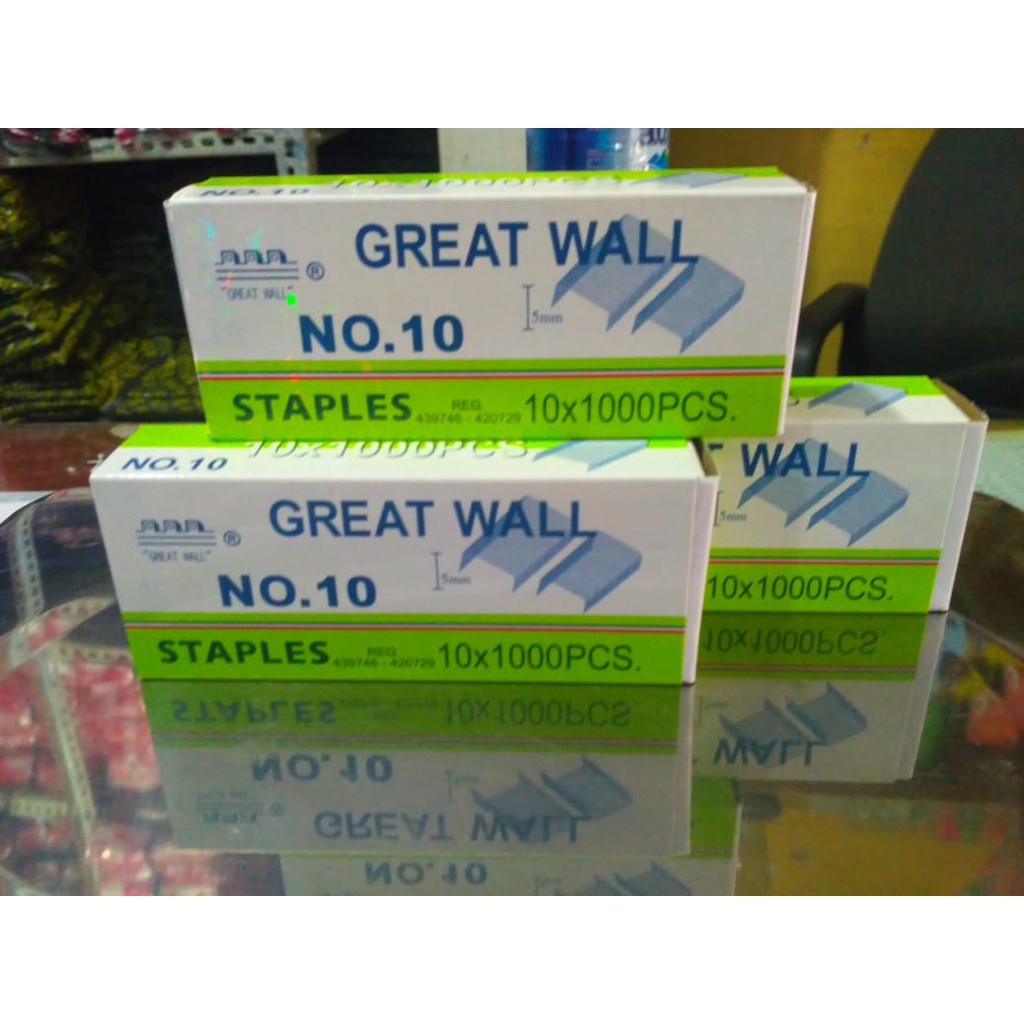 NO.10 10x1000PCS
GREAT WALL
"GREAT WALL" ®
5mm
NO.10
STAPLES REG. 439746 - 420729 10x1000PCS.
NO.10 10x1000PCS
GREAT WALL
"GREAT WALL" ®
5mm
NO.10
STAPLES REG. 439746 - 420729 10x1000PCS.
WALL
5mm
10x1000PCS.